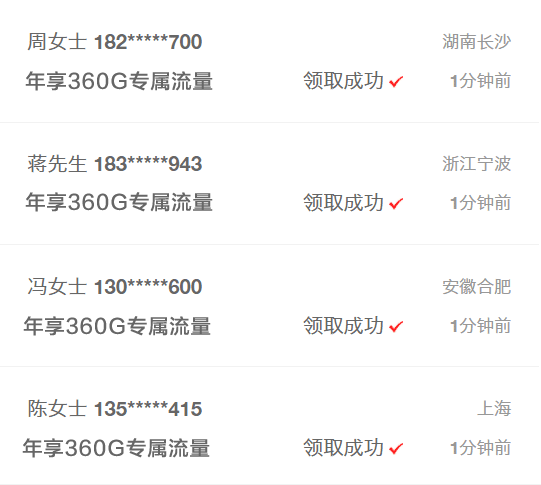 周女士 182*****700 湖南长沙
年享360G专属流量 领取成功 1分钟前
蒋先生 183*****943 浙江宁波
年享360G专属流量 领取成功 1分钟前
冯女士 130*****600 安徽合肥
年享360G专属流量 领取成功 1分钟前
陈女士 135*****415 上海
年享360G专属流量 领取成功 1分钟前